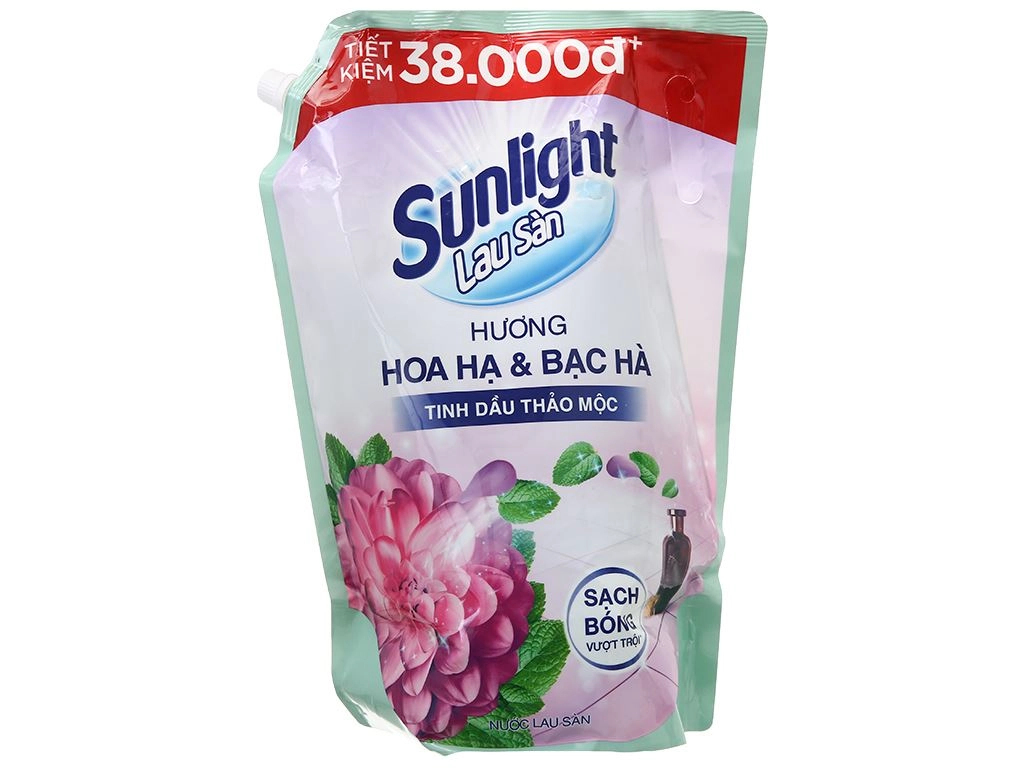 TIẾT
KIỆM 38.000đ+
Sunlight
Lau Sàn
HƯƠNG
HOA HẠ & BẠC HÀ
TINH DẦU THẢO MỘC
SẠCH
BÓNG
VƯỢT TRỘI*
NƯỚC LAU SÀN